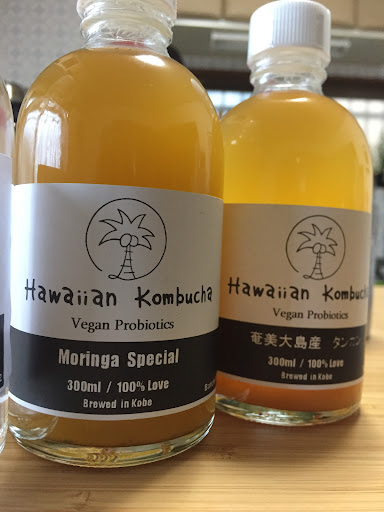 Hawaiian Kombucha
Vegan Probiotics
Moringa Special
300ml / 100% Love
Brewed in Kobe
Hawaiian Kombucha
Vegan Probiotics
奄美大島産 タンカン
300ml / 100% Love
Brewed in Kobe